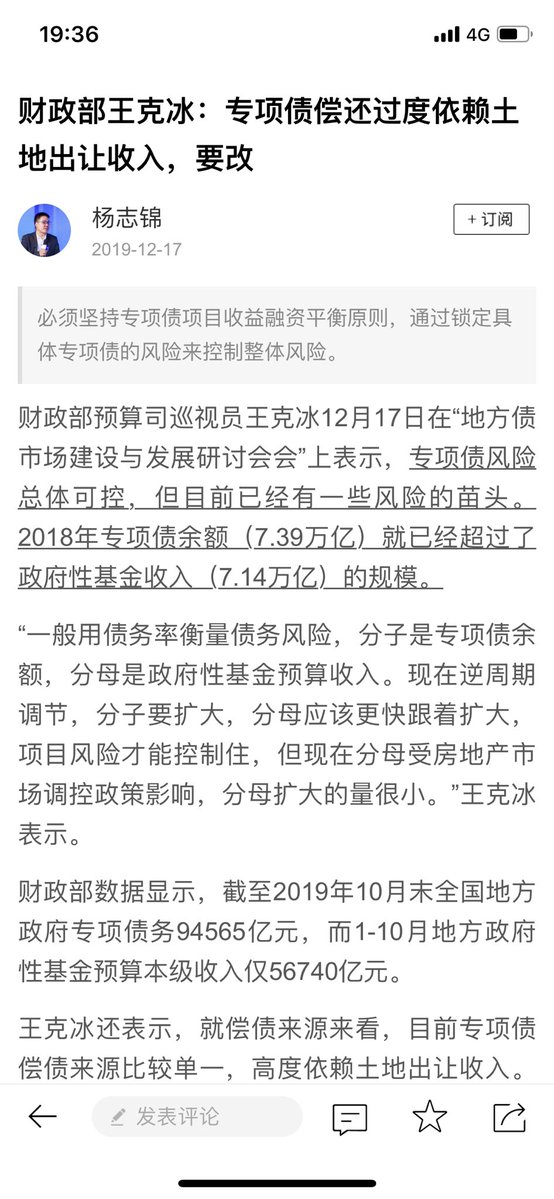 19:36
4G
财政部王克冰：专项债偿还过度依赖土
地出让收入，要改
杨志锦
2019-12-17
+ 订阅
必须坚持专项债项目收益融资平衡原则，通过锁定具
体专项债的风险来控制整体风险。
财政部预算司巡视员王克冰12月17日在“地方债
市场建设与发展研讨会会”上表示，专项债风险
总体可控，但目前已经有一些风险的苗头。
2018年专项债余额（7.39万亿）就已经超过了
政府性基金收入（7.14万亿）的规模。
“一般用债务率衡量债务风险，分子是专项债余
额，分母是政府性基金预算收入。现在逆周期
调节，分子要扩大，分母应该更快跟着扩大，
项目风险才能控制住，但现在分母受房地产市
场调控政策影响，分母扩大的量很小。”王克冰
表示。
财政部数据显示，截至2019年10月末全国地方
政府专项债务94565亿元，而1-10月地方政府
性基金预算本级收入仅56740亿元。
王克冰还表示，就偿债来源来看，目前专项债
偿债来源比较单一，高度依赖土地出让收入。
发表评论